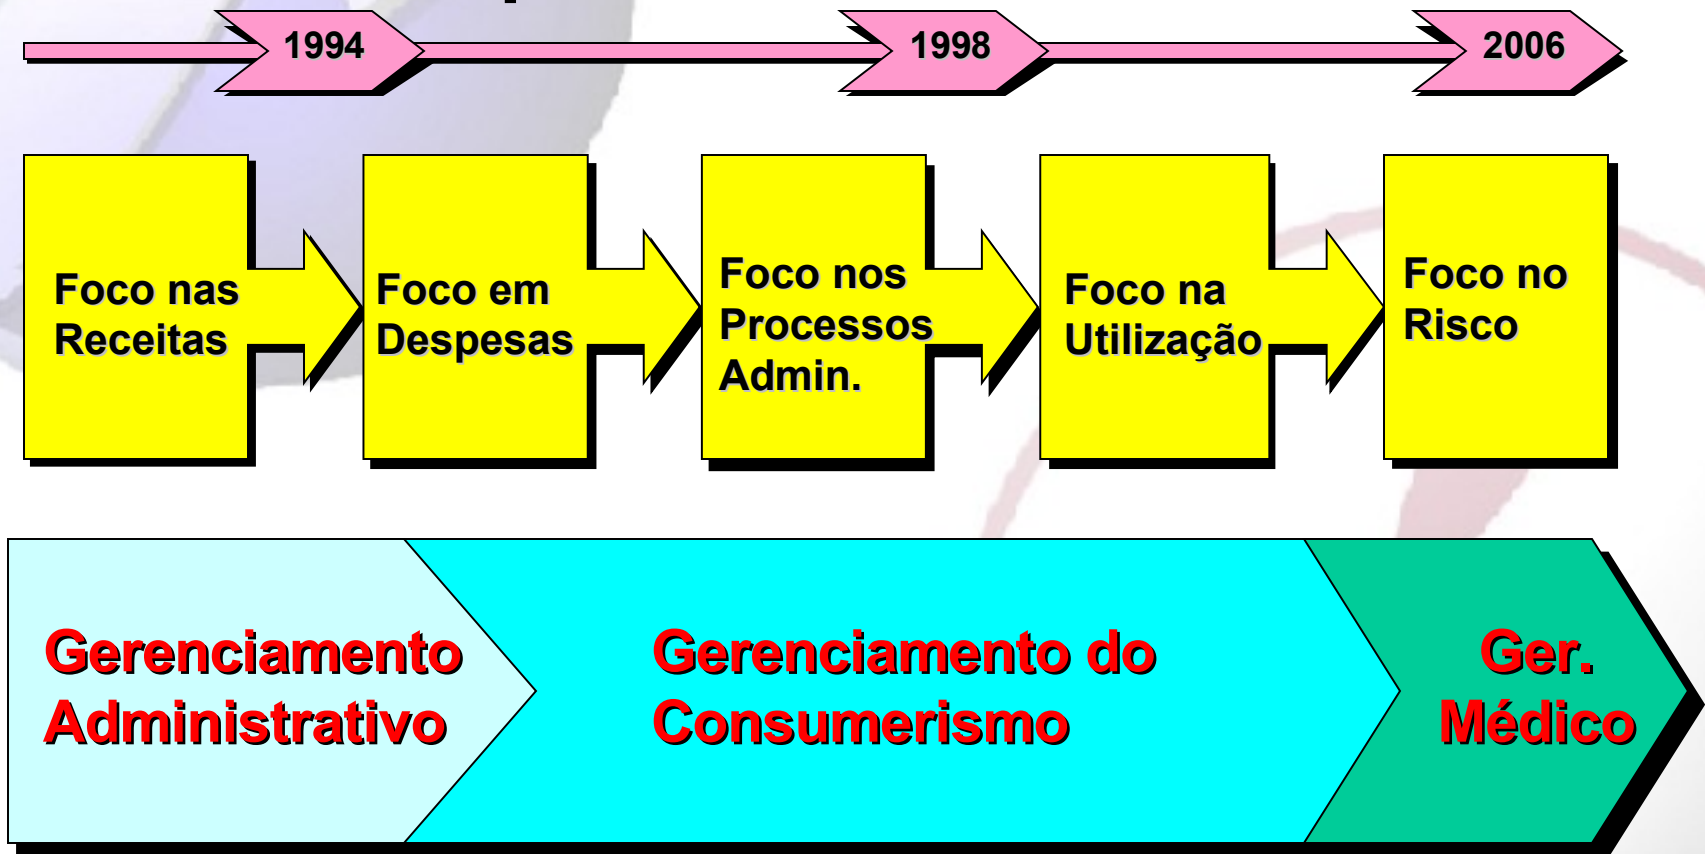 1994
1998
2006
Foco nas
Receitas
Foco em
Despesas
Foco nos
Processos
Admin.
Foco na
Utilização
Foco no
Risco
Gerenciamento
Administrativo
Gerenciamento do
Consumerismo
Ger.
Médico